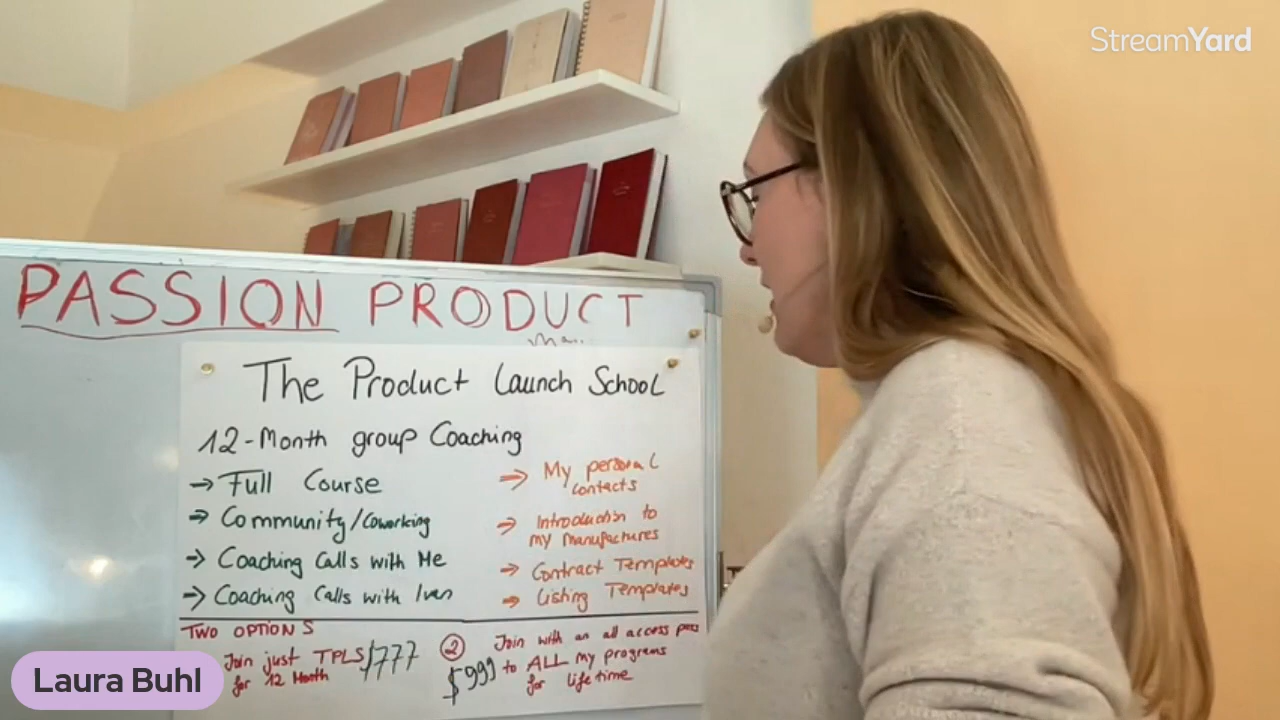 StreamYard
PASSION PRODUCT
The Product Launch School
12-Month group Coaching
→ Full Course
→ Community/Coworking
→ Coaching Calls with Me
→ Coaching Calls with Iven
⇒ My personal
contacts
⇒ Introduction to
my manufactures
⇒ Contract Templates
⇒ Listing Templates
TWO OPTIONS
Join just TPLS $777
for 12 Month
② Join with an all access pass
$999 to ALL my programs
for lifetime
Laura Buhl